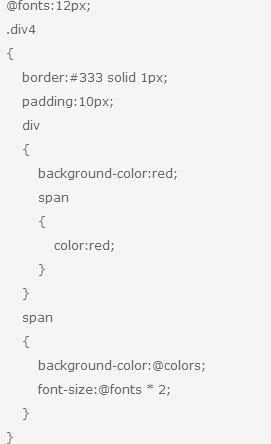 @fonts:12px;
.div4
{
    border:#333 solid 1px;
    padding:10px;
    div
    {
        background-color:red;
        span
        {
            color:red;
        }
    }
    span
    {
        background-color:@colors;
        font-size:@fonts * 2;
    }
}